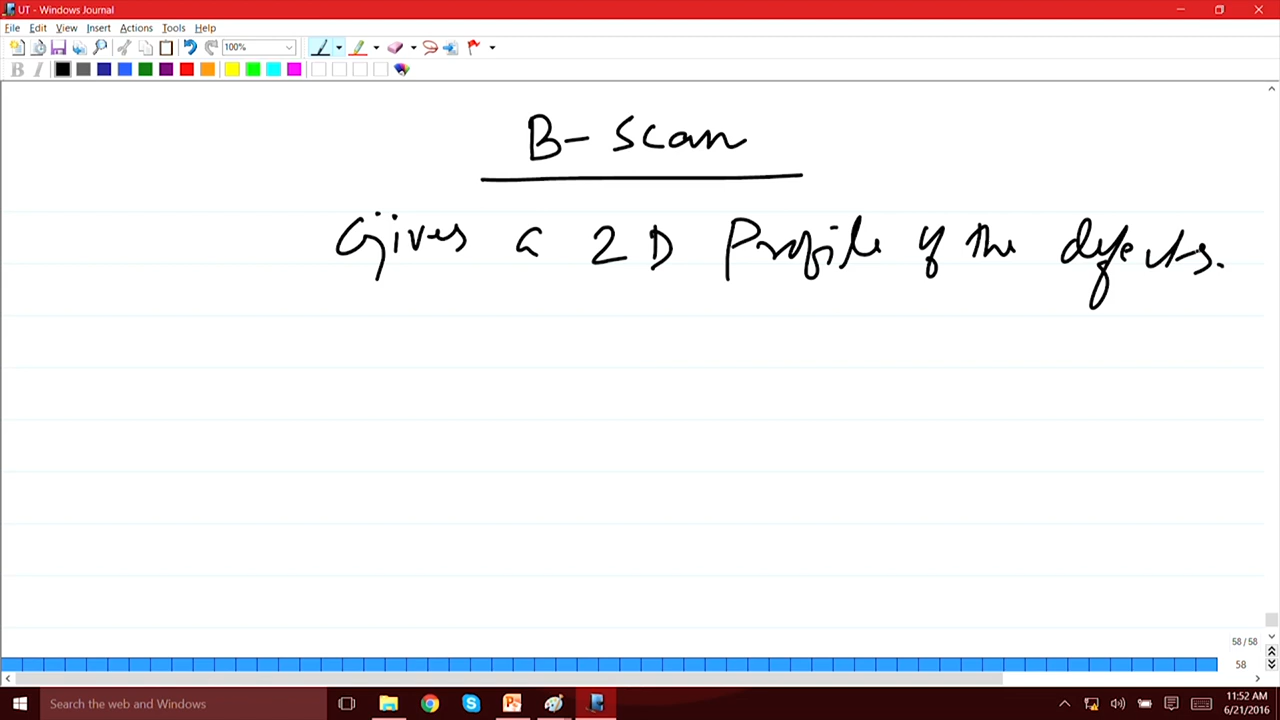 UT - Windows Journal
File Edit View Insert Actions Tools Help
100%
B I
B- Scan
Gives a 2D Profile of the defects.
58 / 58
58
Search the web and Windows
11:52 AM
6/21/2016